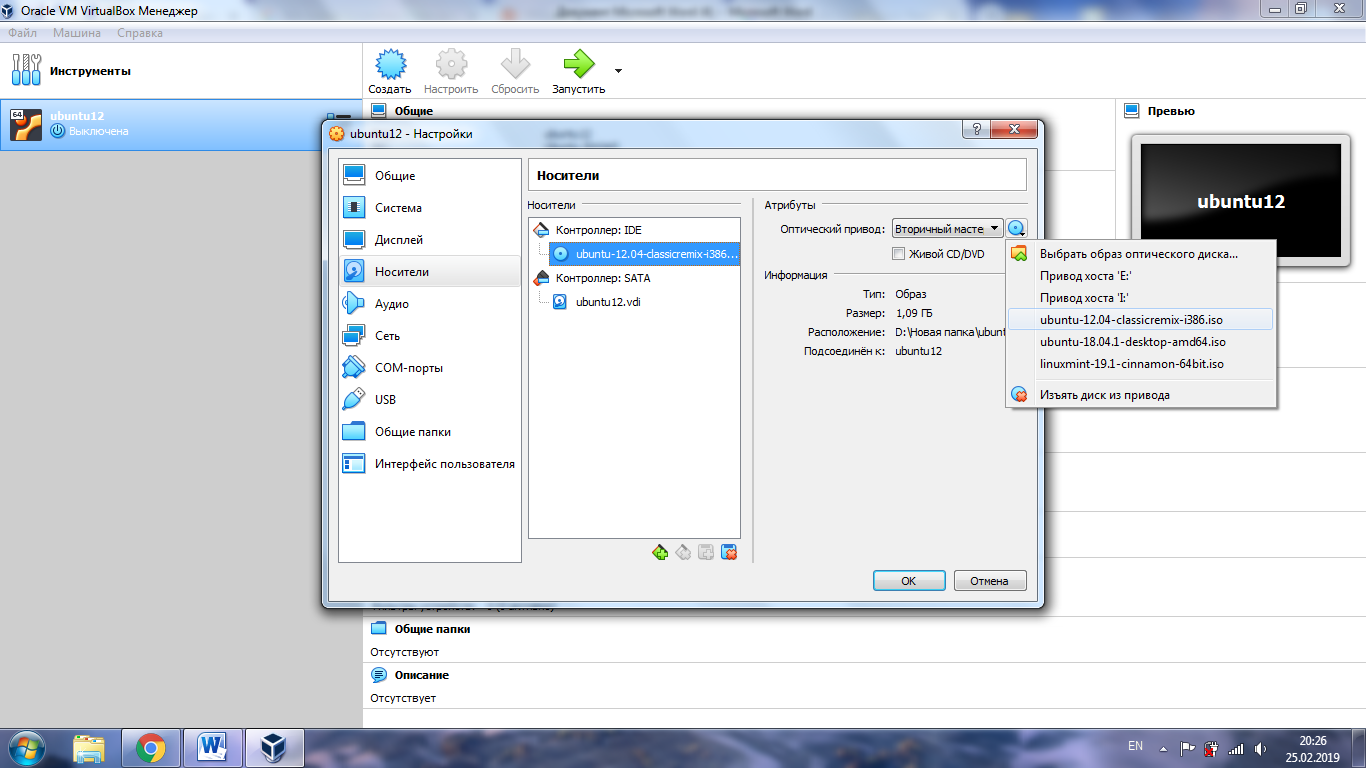 Oracle VM VirtualBox Менеджер
Файл Машина Справка
Инструменты
Создать Настроить Сбросить Запустить
64
ubuntu12
Выключена
Общие
Превью
ubuntu12
ubuntu12 - Настройки
?
Общие
Система
Дисплей
Носители
Аудио
Сеть
COM-порты
USB
Общие папки
Интерфейс пользователя
Носители
Носители
Контроллер: IDE
ubuntu-12.04-classicremix-i386...
Контроллер: SATA
ubuntu12.vdi
Атрибуты
Оптический привод: Вторичный масте
Живой CD/DVD
Информация
Тип: Образ
Размер: 1,09 ГБ
Расположение: D:\Новая папка\ubunt
Подсоединён к: ubuntu12
Выбрать образ оптического диска...
Привод хоста 'E:'
Привод хоста 'I:'
ubuntu-12.04-classicremix-i386.iso
ubuntu-18.04.1-desktop-amd64.iso
linuxmint-19.1-cinnamon-64bit.iso
Изъять диск из привода
OK Отмена
Общие папки
Отсутствуют
Описание
Отсутствует
EN
20:26
25.02.2019